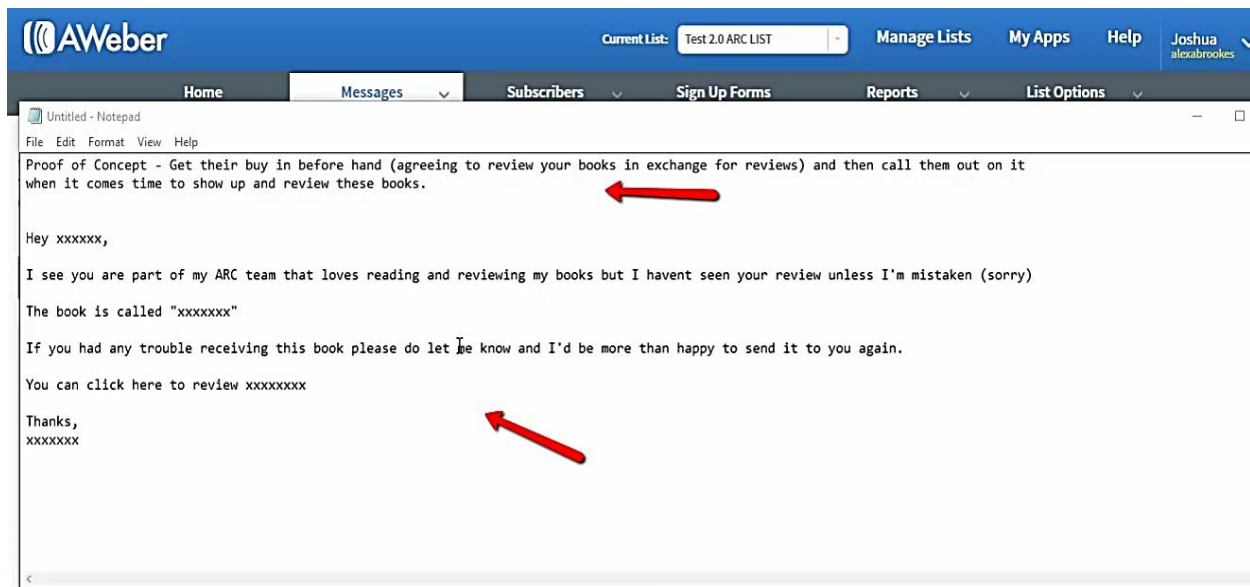 AWeber
Current List: Test 2.0 ARC LIST Manage Lists My Apps Help Joshua
alexabrookes
Home Messages Subscribers Sign Up Forms Reports List Options
Untitled - Notepad
File Edit Format View Help
Proof of Concept - Get their buy in before hand (agreeing to review your books in exchange for reviews) and then call them out on it
when it comes time to show up and review these books.
Hey xxxxxx,
I see you are part of my ARC team that loves reading and reviewing my books but I havent seen your review unless I'm mistaken (sorry)
The book is called "xxxxxxx"
If you had any trouble receiving this book please do let me know and I'd be more than happy to send it to you again.
You can click here to review xxxxxxxx
Thanks,
xxxxxxx